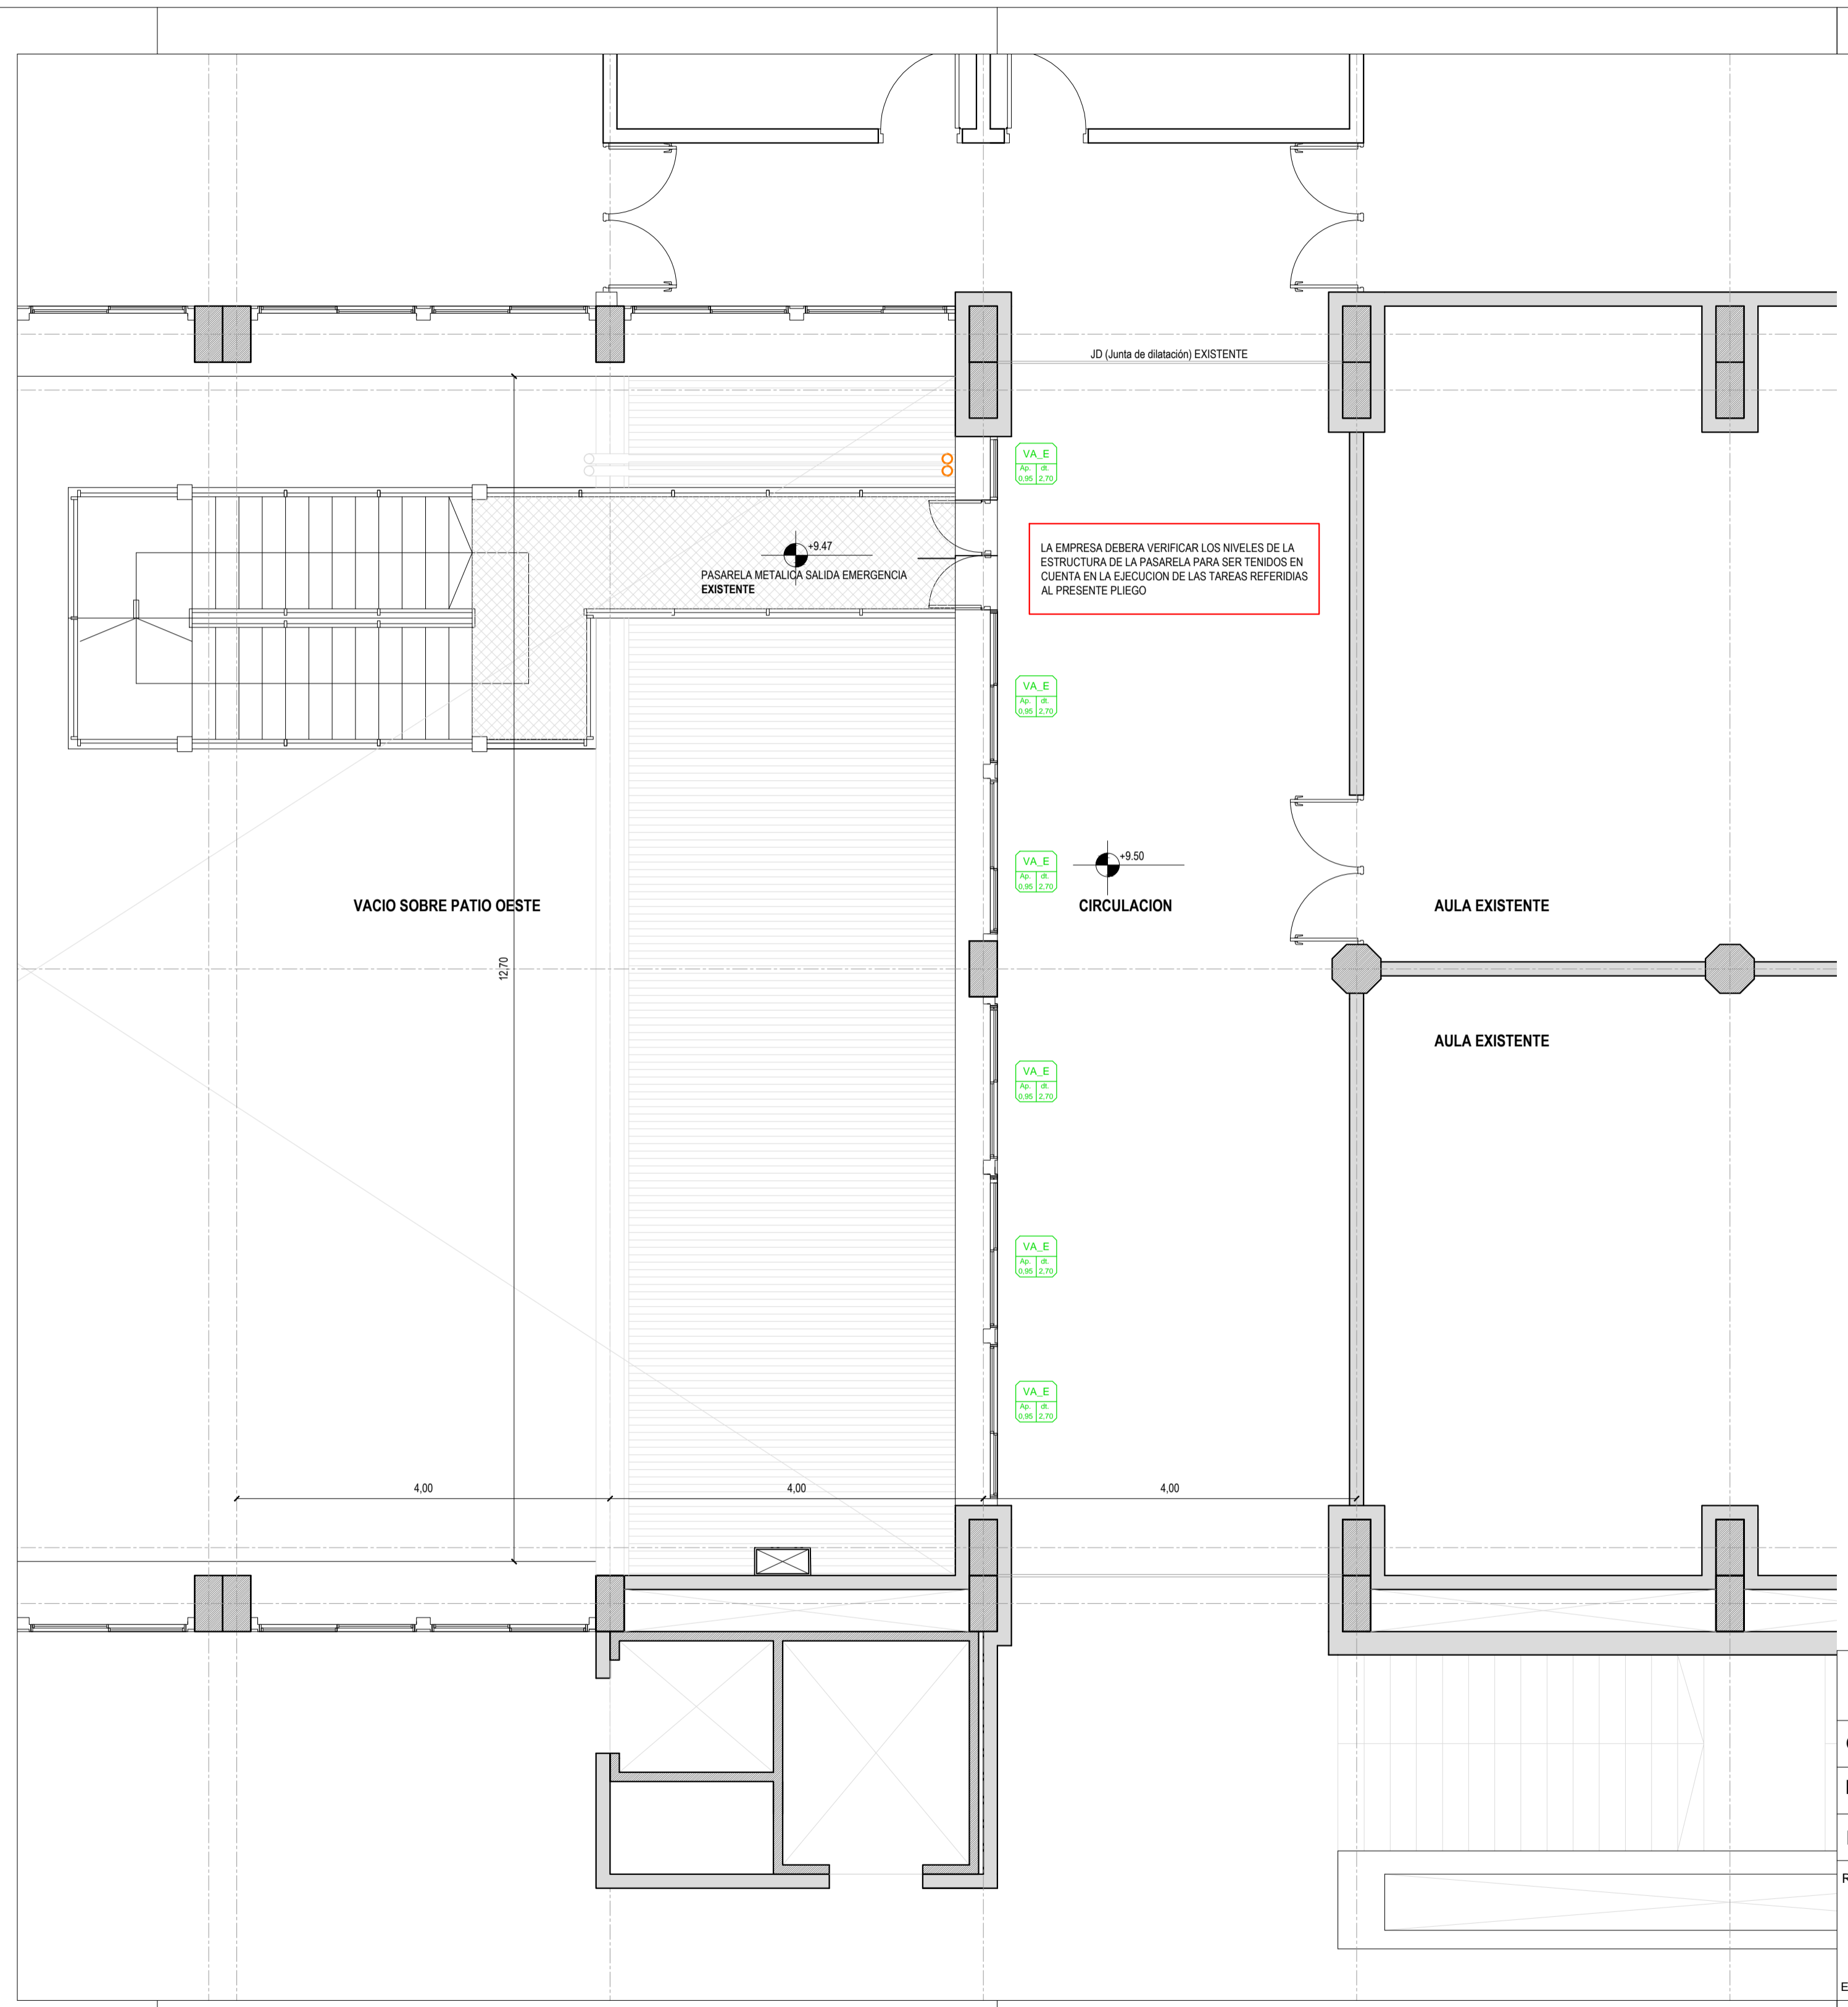 JD (Junta de dilatación) EXISTENTE
VA_E
Ap. dt.
0,95 2,70
LA EMPRESA DEBERA VERIFICAR LOS NIVELES DE LA
ESTRUCTURA DE LA PASARELA PARA SER TENIDOS EN
CUENTA EN LA EJECUCION DE LAS TAREAS REFERIDIAS
AL PRESENTE PLIEGO
+9.47
PASARELA METALICA SALIDA EMERGENCIA
EXISTENTE
VA_E
Ap. dt.
0,95 2,70
VA_E
Ap. dt.
0,95 2,70
+9.50
VACIO SOBRE PATIO OESTE
CIRCULACION
AULA EXISTENTE
12,70
AULA EXISTENTE
VA_E
Ap. dt.
0,95 2,70
VA_E
Ap. dt.
0,95 2,70
VA_E
Ap. dt.
0,95 2,70
4,00
4,00
4,00